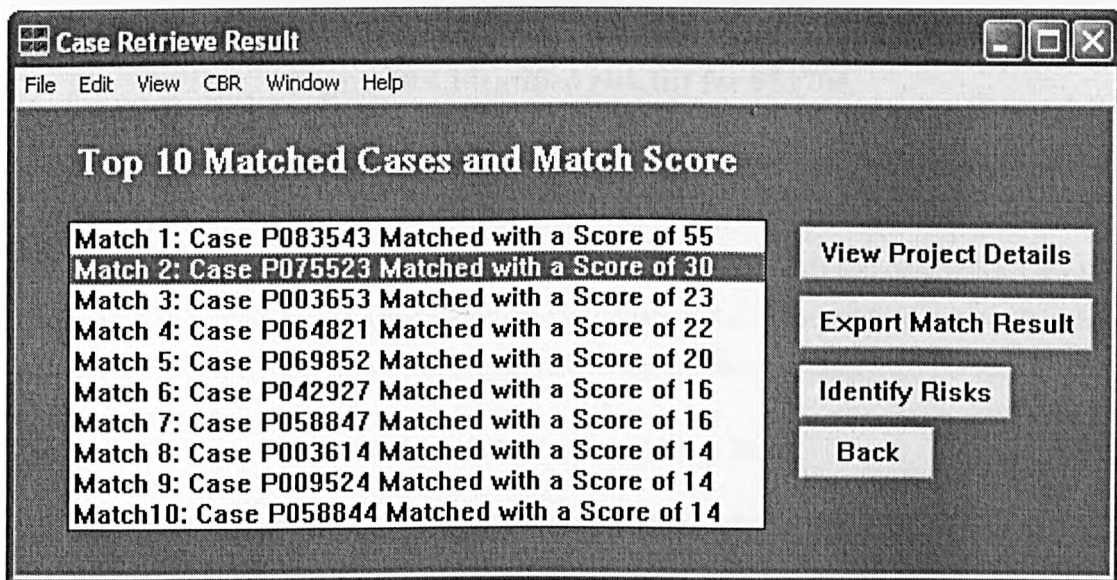 Case Retrieve Result
File Edit View CBR Window Help
Top 10 Matched Cases and Match Score
Match 1: Case P083543 Matched with a Score of 55
Match 2: Case P075523 Matched with a Score of 30
Match 3: Case P003653 Matched with a Score of 23
Match 4: Case P064821 Matched with a Score of 22
Match 5: Case P069852 Matched with a Score of 20
Match 6: Case P042927 Matched with a Score of 16
Match 7: Case P058847 Matched with a Score of 16
Match 8: Case P003614 Matched with a Score of 14
Match 9: Case P009524 Matched with a Score of 14
Match10: Case P058844 Matched with a Score of 14
View Project Details
Export Match Result
Identify Risks
Back